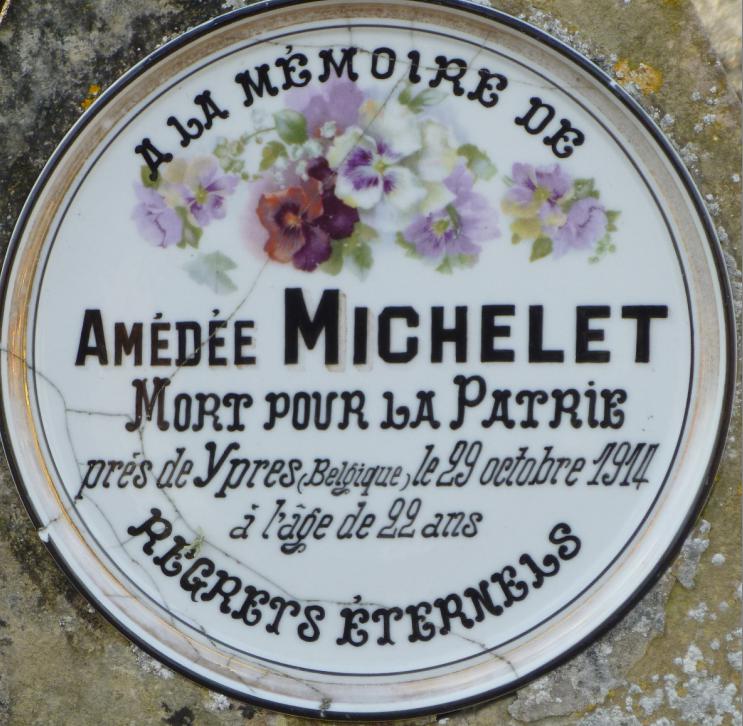 A LA MÉMOIRE DE
AMÉDÉE MICHELET
MORT POUR LA PATRIE
près de Ypres (Belgique) le 29 octobre 1914
à l'âge de 22 ans
REGRETS ÉTERNELS